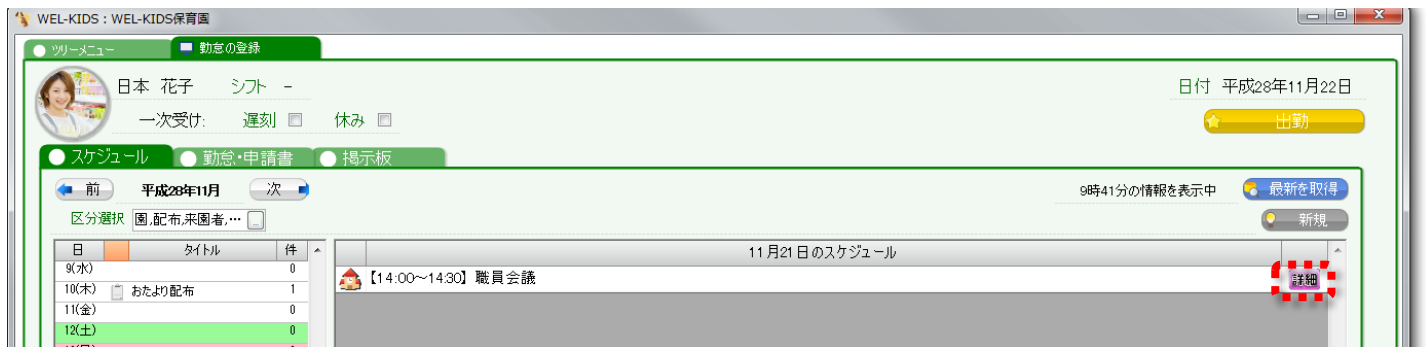 WEL-KIDS：WEL-KIDS保育園
ツリーメニュー 勤怠の登録
日本 花子 シフト - 日付 平成28年11月22日
一次受け: 遅刻 休み 出勤
スケジュール 勤怠・申請書 掲示板
前 平成28年11月 次 9時41分の情報を表示中 最新を取得
区分選択 園,配布,来園者,… 新規
日 タイトル 件 11月21日のスケジュール
9(水) 0 【14:00～14:30】職員会議 詳細
10(木) おたより配布 1
11(金) 0
12(土) 0